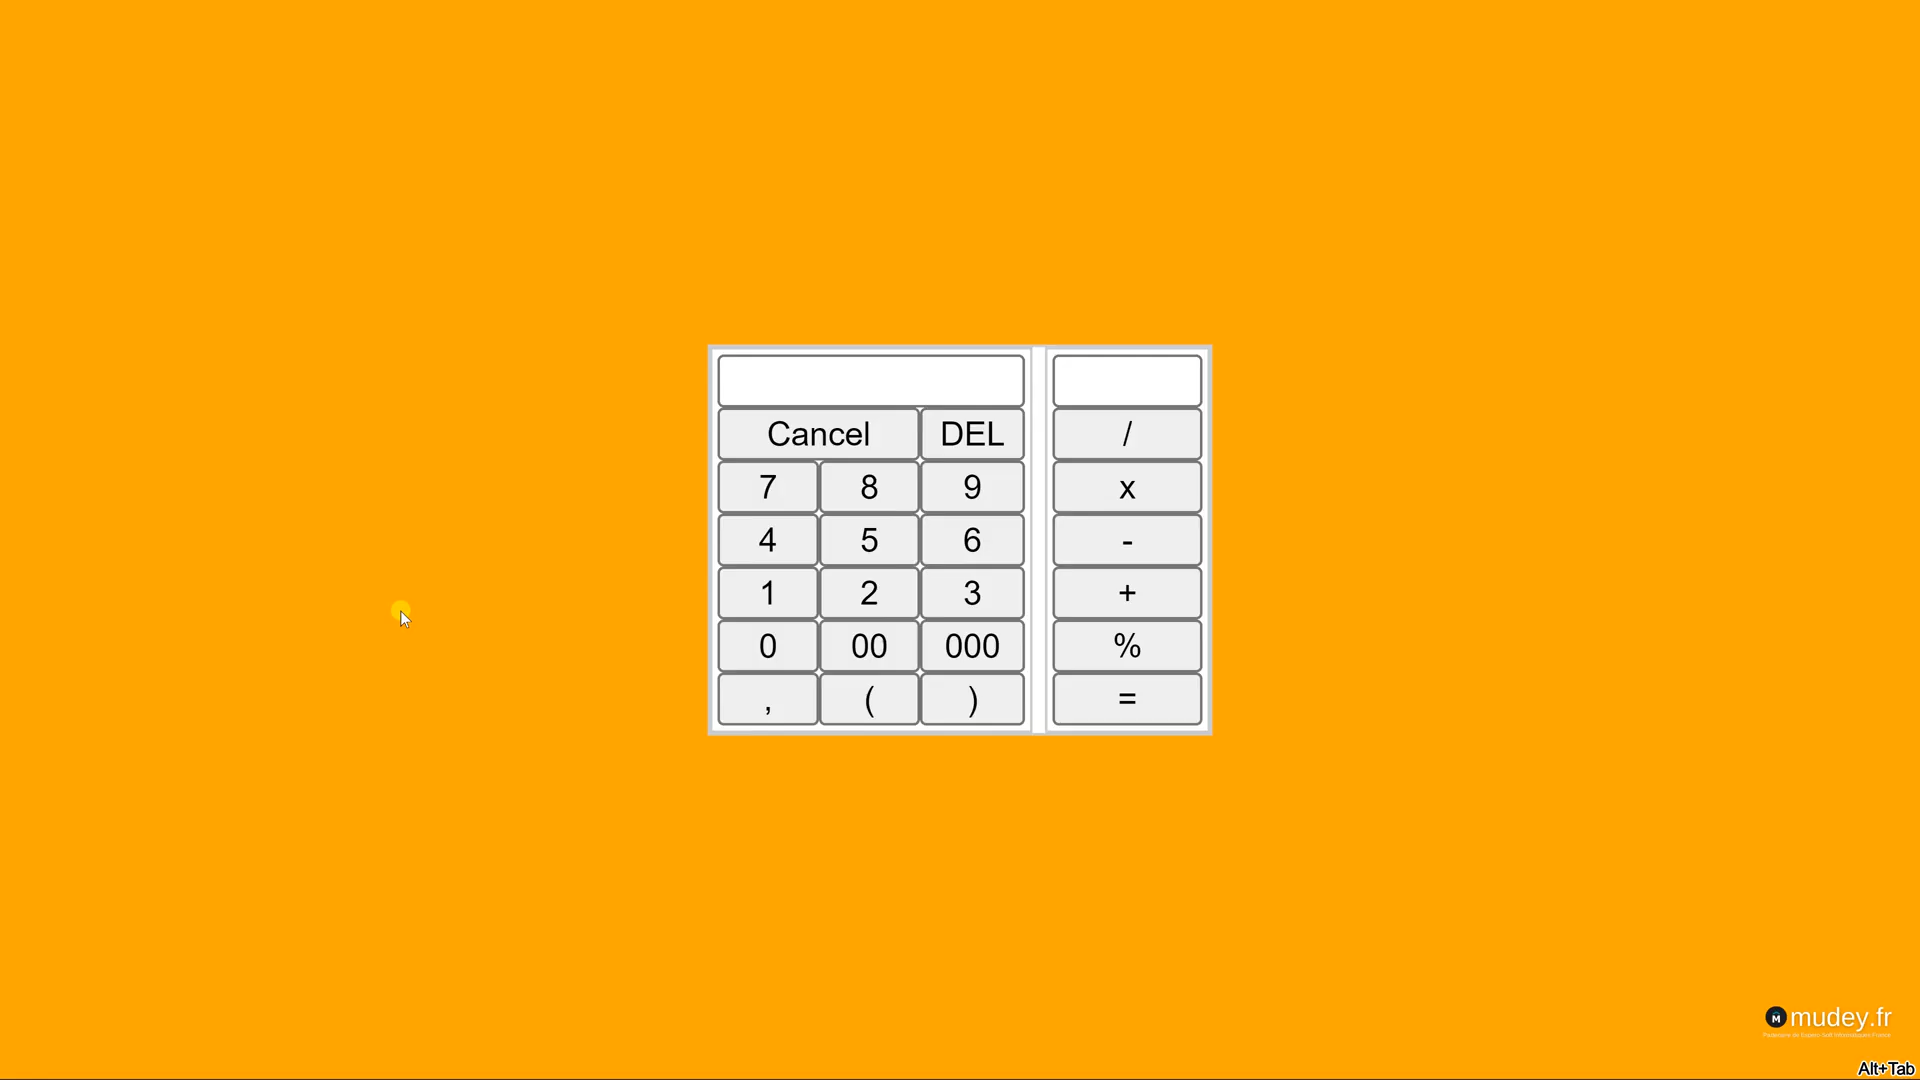 Cancel DEL /
7 8 9 x
4 5 6 -
1 2 3 +
0 00 000 %
, ( ) =
mudey.fr
Alt+Tab